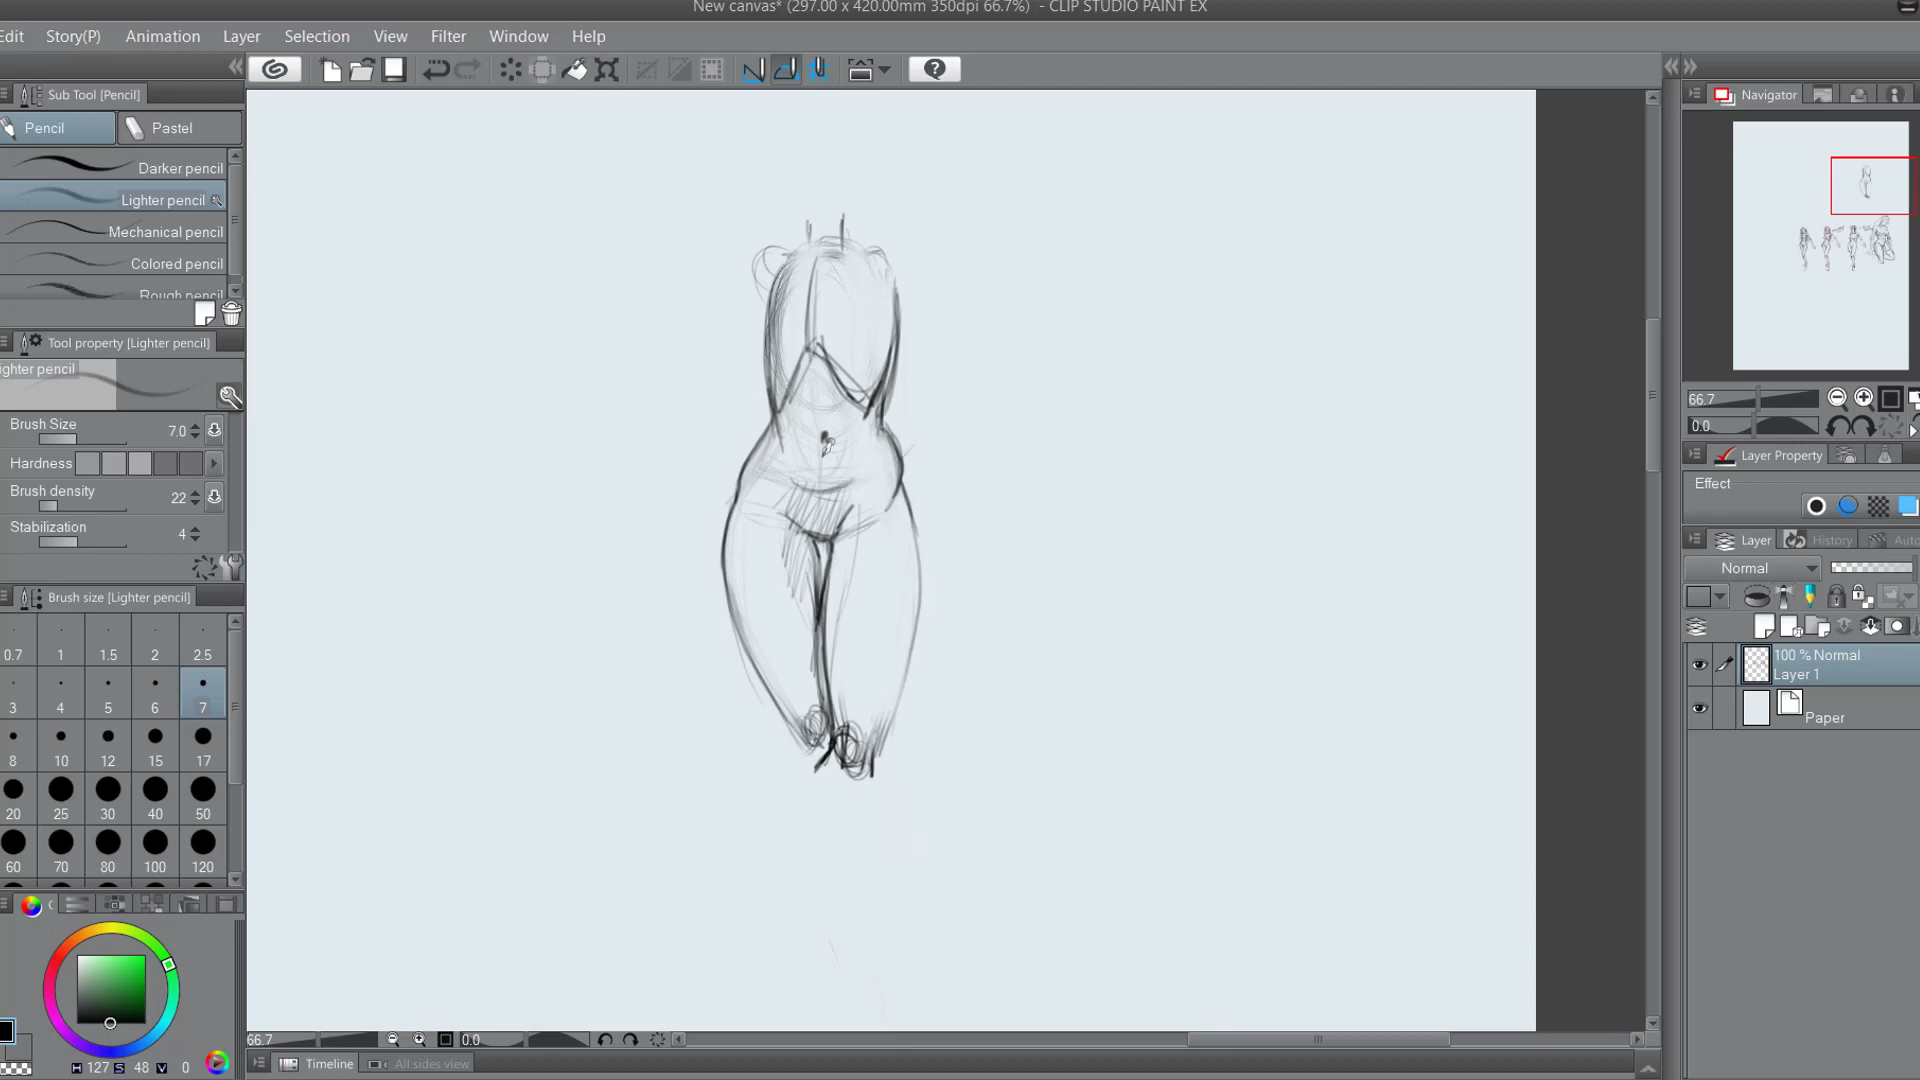 New canvas* (297.00 x 420.00mm 350dpi 66.7%) - CLIP STUDIO PAINT EX
Edit Story(P) Animation Layer Selection View Filter Window Help
Sub Tool [Pencil]
Pencil Pastel
Darker pencil
Lighter pencil
Mechanical pencil
Colored pencil
Rough pencil
Tool property [Lighter pencil]
Lighter pencil
Brush Size 7.0
Hardness
Brush density 22
Stabilization 4
Brush size [Lighter pencil]
0.7 1 1.5 2 2.5
3 4 5 6 7
8 10 12 15 17
20 25 30 40 50
60 70 80 100 120
H 127 S 48 V 0
66.7 0.0
Timeline All sides view
Navigator
66.7
0.0
Layer Property
Effect
Layer History Auto
Normal
100 % Normal
Layer 1
Paper